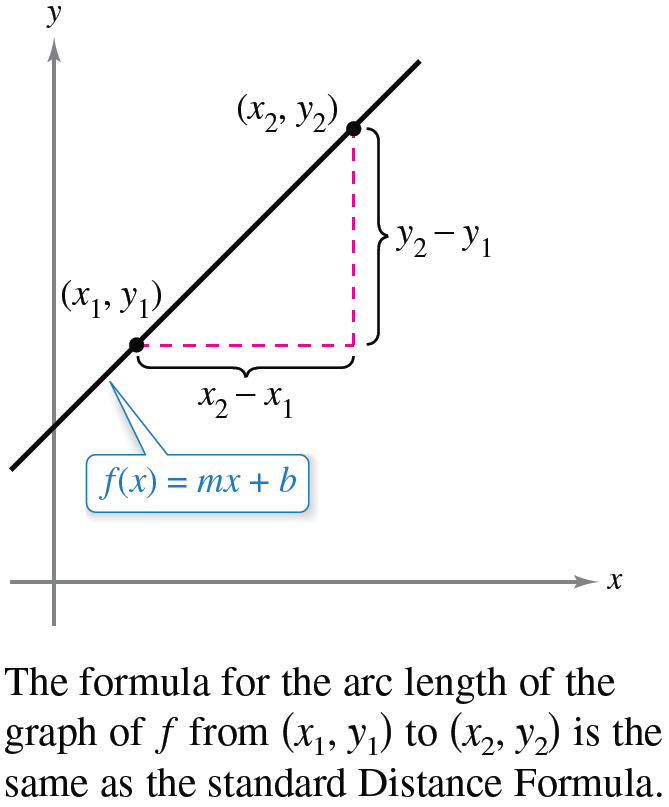 y
(x₂, y₂)
y₂ − y₁
(x₁, y₁)
x₂ − x₁
f(x) = mx + b
x
The formula for the arc length of the
graph of f from (x₁, y₁) to (x₂, y₂) is the
same as the standard Distance Formula.